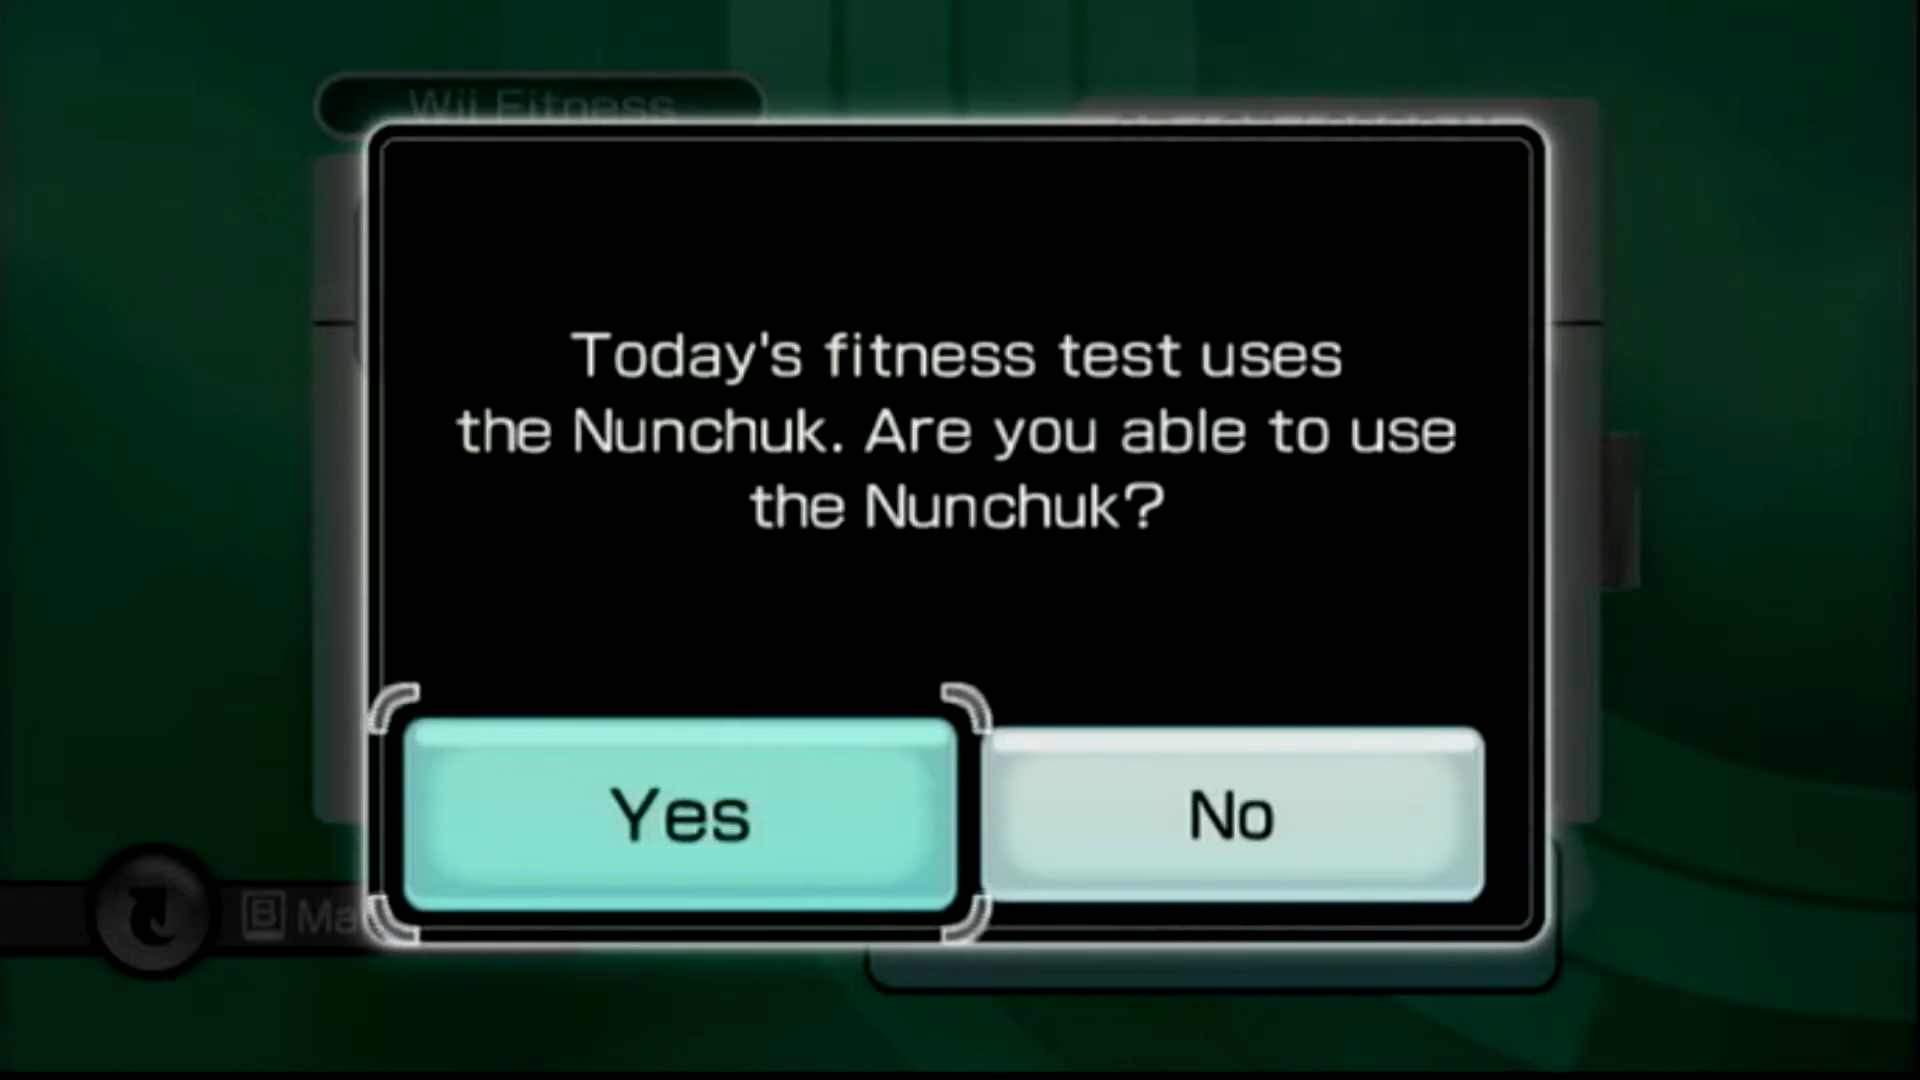 Wii Fitness
Today's fitness test uses
the Nunchuk. Are you able to use
the Nunchuk?
Yes
No
B